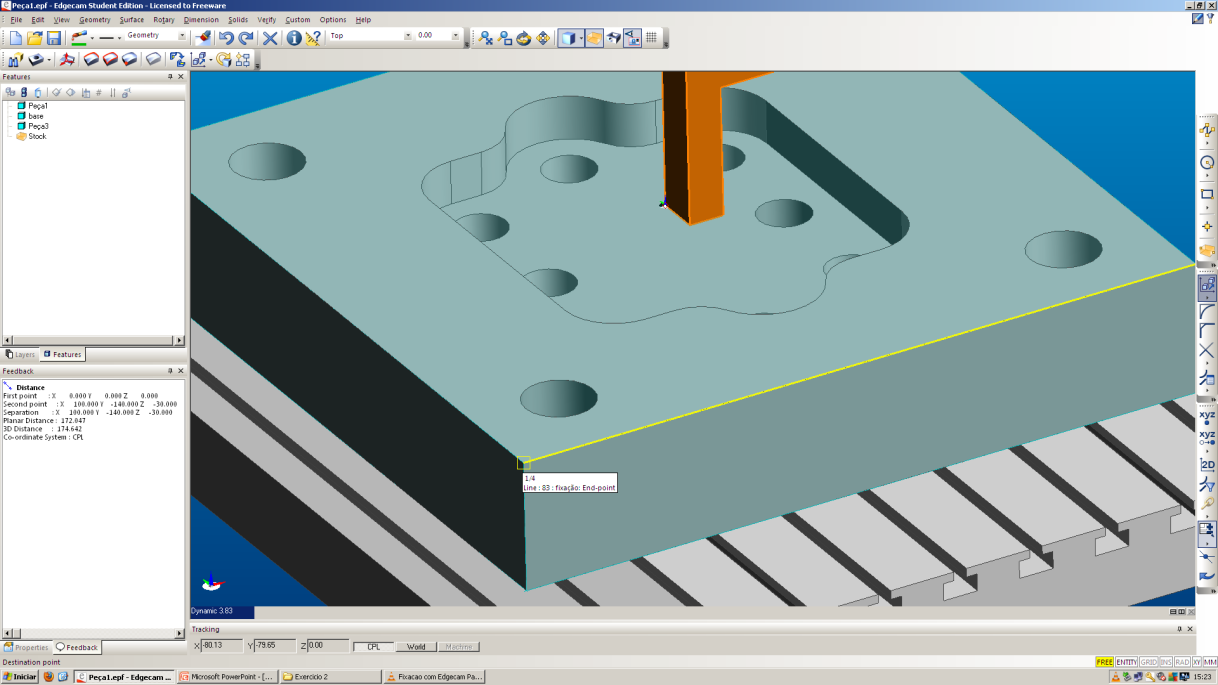 Peça1.epf - Edgecam Student Edition - Licensed to Freeware
File Edit View Geometry Surface Rotary Dimension Solids Verify Custom Options Help
Geometry
Top
0.00
Features
Peça1
base
Peça3
Stock
Layers
Features
Feedback
Distance
First point : X 0.000 Y 0.000 Z 0.000
Second point : X 100.000 Y -140.000 Z -30.000
Separation : X 100.000 Y -140.000 Z -30.000
Planar Distance : 172.047
3D Distance : 174.642
Co-ordinate System : CPL
Properties
Feedback
1/4
Line : 83 : fixação: End-point
xyz
xyz
2D
Dynamic 3.83
Tracking
X -80.13 Y -79.65 Z 0.00 CPL World Machine
Destination point
FREE ENTITY GRID INS RAD XY MM
Iniciar
Peça1.epf - Edgecam ...
Microsoft PowerPoint - [...
Exercicio 2
Fixacao com Edgecam Pa...
15:23